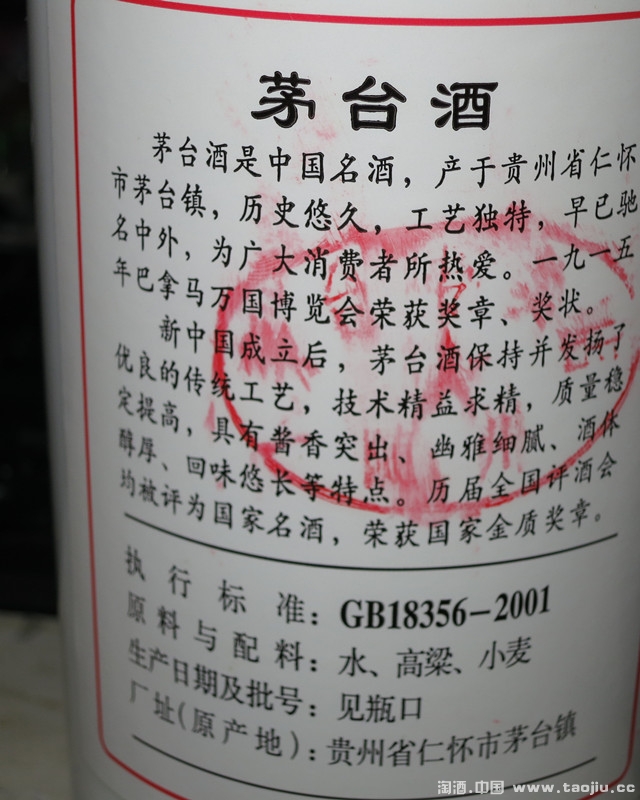 茅台酒
茅台酒是中国名酒，产于贵州省仁怀
市茅台镇，历史悠久，工艺独特，早已驰
名中外，为广大消费者所热爱。一九一五
年巴拿马万国博览会荣获奖章、奖状。
新中国成立后，茅台酒保持并发扬了
优良的传统工艺，技术精益求精，质量稳
定提高，具有酱香突出、幽雅细腻、酒体
醇厚、回味悠长等特点。历届全国评酒会
均被评为国家名酒，荣获国家金质奖章。
执行标准：GB18356-2001
原料与配料：水、高粱、小麦
生产日期及批号：见瓶口
厂址(原产地)：贵州省仁怀市茅台镇
淘酒.中国 www.taojiu.cc